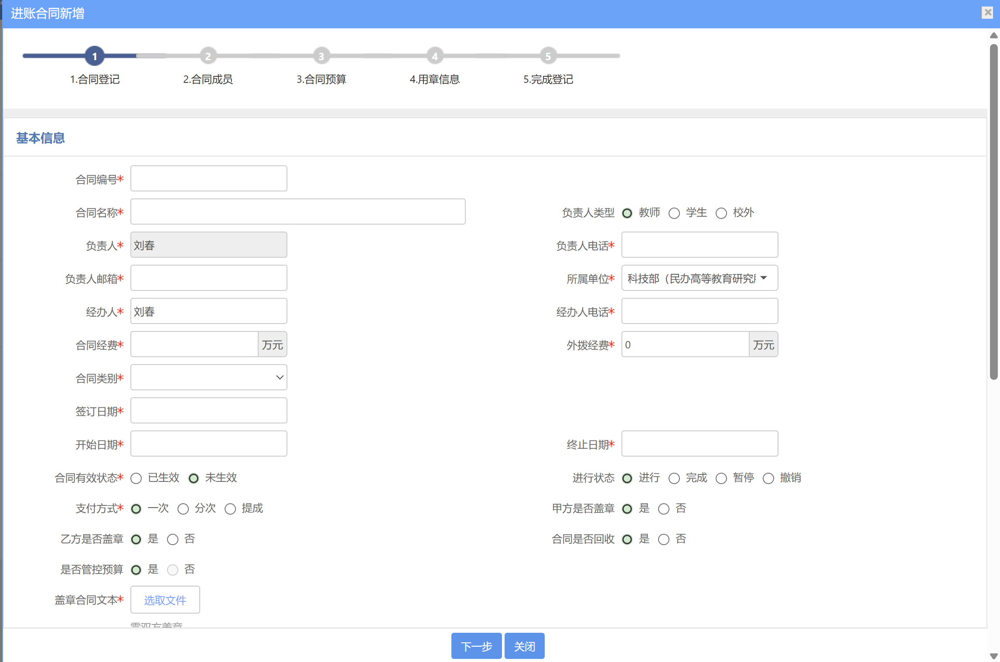 进账合同新增
1 2 3 4 5
1.合同登记 2.合同成员 3.合同预算 4.用章信息 5.完成登记
基本信息
合同编号*
合同名称* 负责人类型 教师 学生 校外
负责人* 刘春 负责人电话*
负责人邮箱* 所属单位* 科技部（民办高等教育研究
经办人* 刘春 经办人电话*
合同经费* 万元 外拨经费* 0 万元
合同类别*
签订日期*
开始日期* 终止日期*
合同有效状态* 已生效 未生效 进行状态 进行 完成 暂停 撤销
支付方式* 一次 分次 提成 甲方是否盖章 是 否
乙方是否盖章 是 否 合同是否回收 是 否
是否管控预算 是 否
盖章合同文本* 选取文件
需双方盖章
下一步 关闭